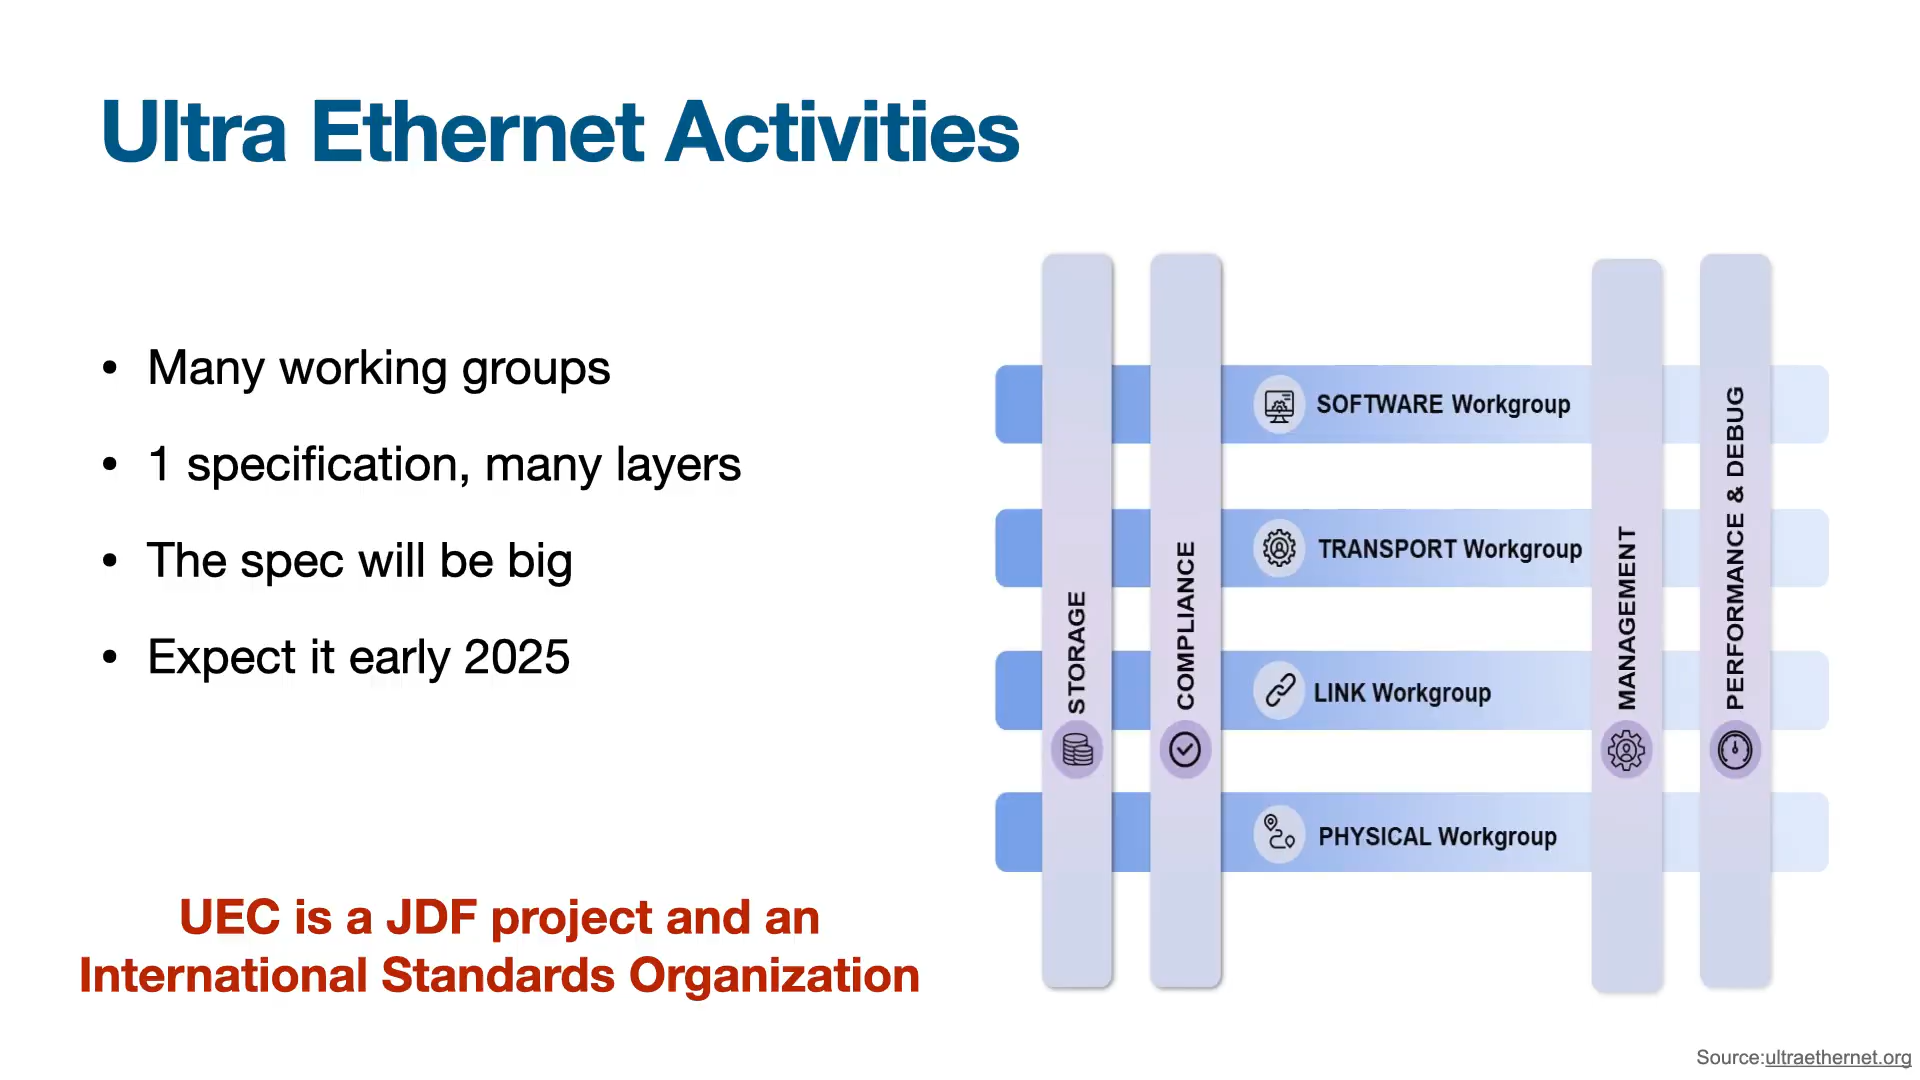 Ultra Ethernet Activities
• Many working groups
• 1 specification, many layers
• The spec will be big
• Expect it early 2025
UEC is a JDF project and an
International Standards Organization
STORAGE
COMPLIANCE
SOFTWARE Workgroup
TRANSPORT Workgroup
LINK Workgroup
PHYSICAL Workgroup
MANAGEMENT
PERFORMANCE & DEBUG
Source:ultraethernet.org